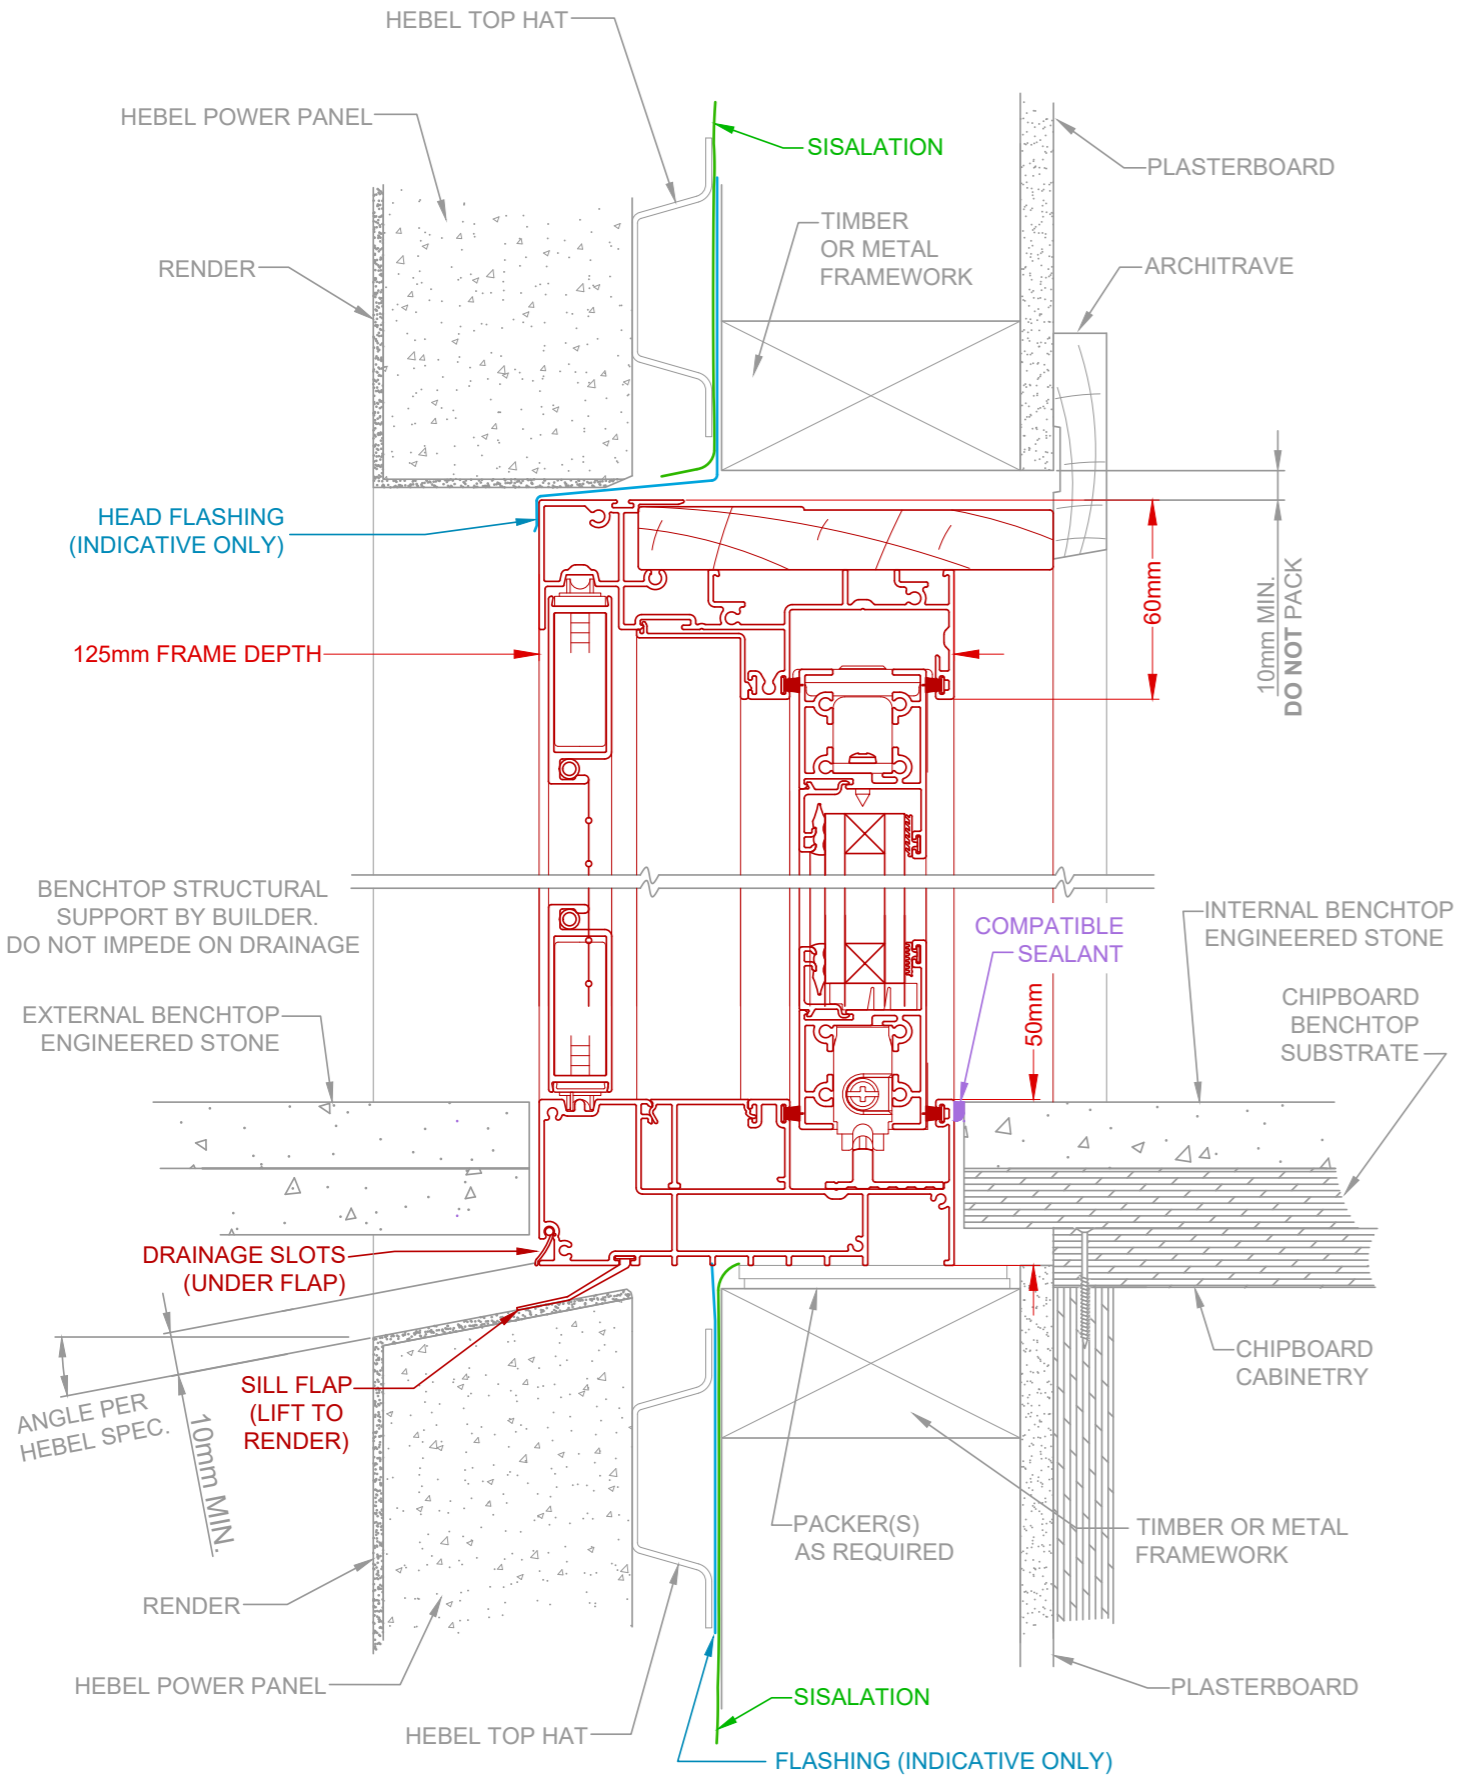 HEBEL TOP HAT
HEBEL POWER PANEL
SISALATION
PLASTERBOARD
TIMBER
OR METAL
FRAMEWORK
RENDER
ARCHITRAVE
HEAD FLASHING
(INDICATIVE ONLY)
10mm MIN.
DO NOT PACK
60mm
125mm FRAME DEPTH
BENCHTOP STRUCTURAL
SUPPORT BY BUILDER.
DO NOT IMPEDE ON DRAINAGE
COMPATIBLE
SEALANT
INTERNAL BENCHTOP
ENGINEERED STONE
EXTERNAL BENCHTOP
ENGINEERED STONE
50mm
CHIPBOARD
BENCHTOP
SUBSTRATE
DRAINAGE SLOTS
(UNDER FLAP)
SILL FLAP
(LIFT TO
RENDER)
ANGLE PER
HEBEL SPEC.
10mm MIN.
CHIPBOARD
CABINETRY
PACKER(S)
AS REQUIRED
TIMBER OR METAL
FRAMEWORK
RENDER
HEBEL POWER PANEL
HEBEL TOP HAT
SISALATION
PLASTERBOARD
FLASHING (INDICATIVE ONLY)